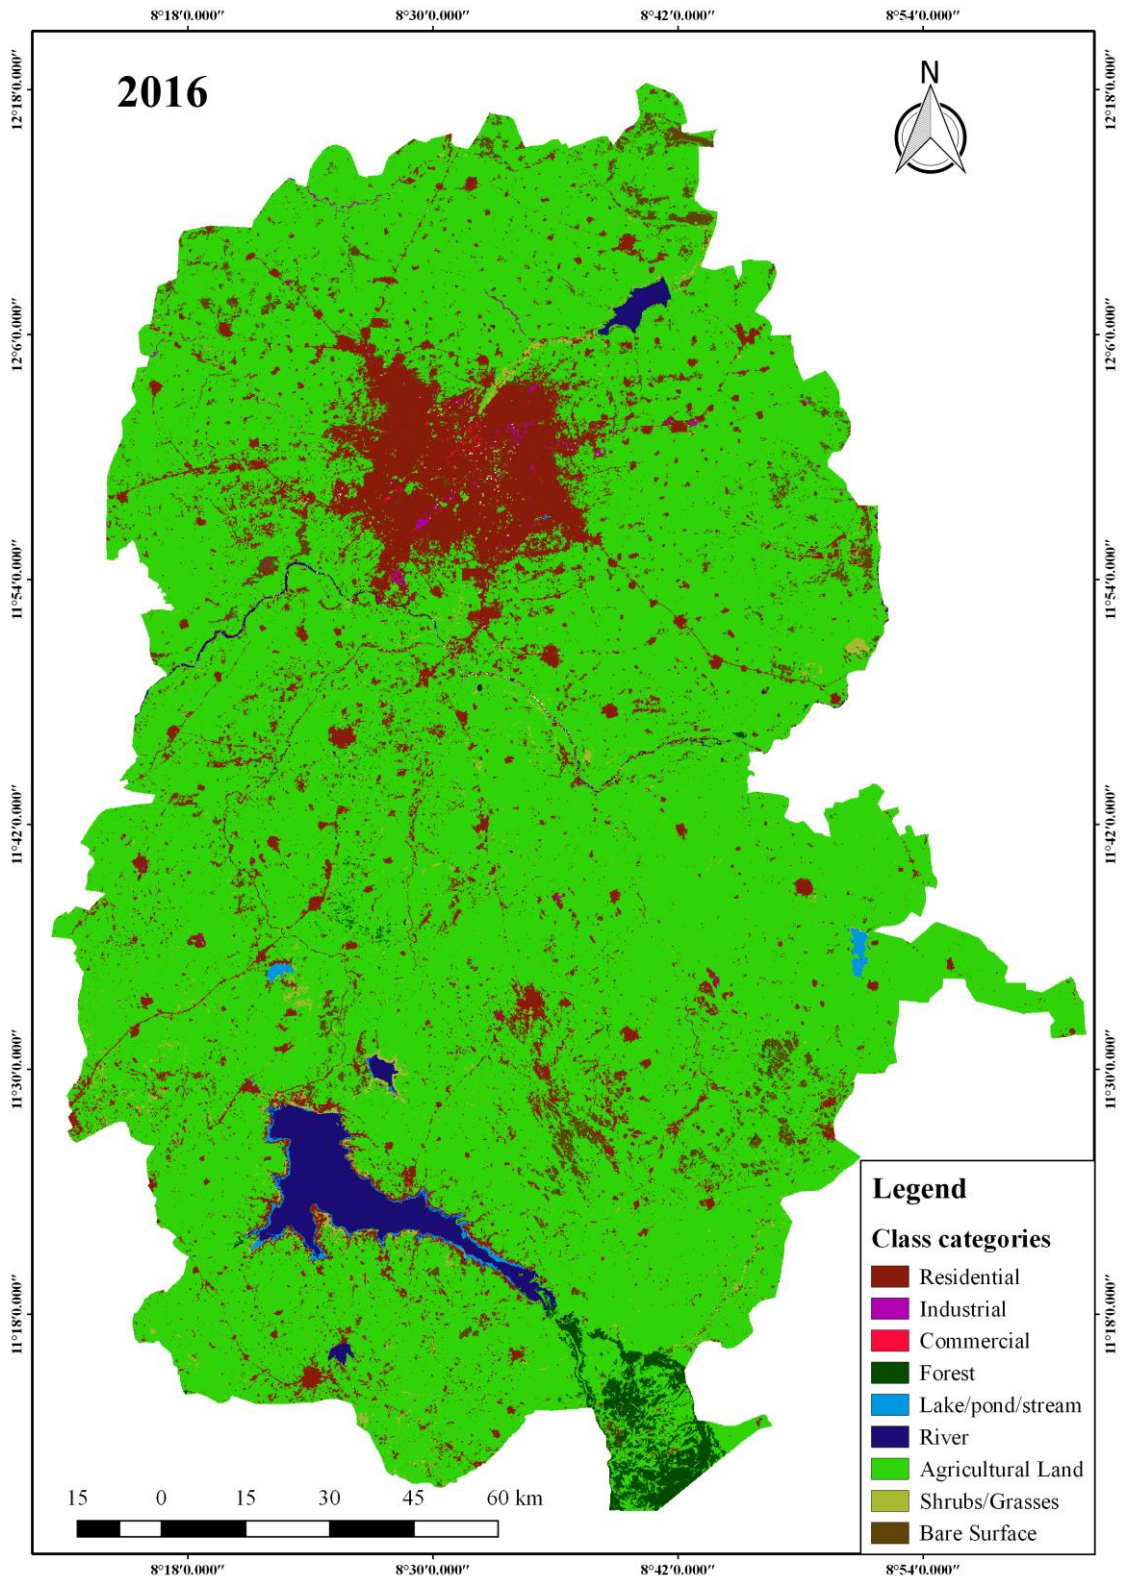 8°18'0.000" 8°30'0.000" 8°42'0.000" 8°54'0.000"
2016
N
12°18'0.000" 12°18'0.000"
12°6'0.000" 12°6'0.000"
11°54'0.000" 11°54'0.000"
11°42'0.000" 11°42'0.000"
11°30'0.000" 11°30'0.000"
11°18'0.000" 11°18'0.000"
Legend
Class categories
Residential
Industrial
Commercial
Forest
Lake/pond/stream
River
Agricultural Land
Shrubs/Grasses
Bare Surface
15 0 15 30 45 60 km
8°18'0.000" 8°30'0.000" 8°42'0.000" 8°54'0.000"